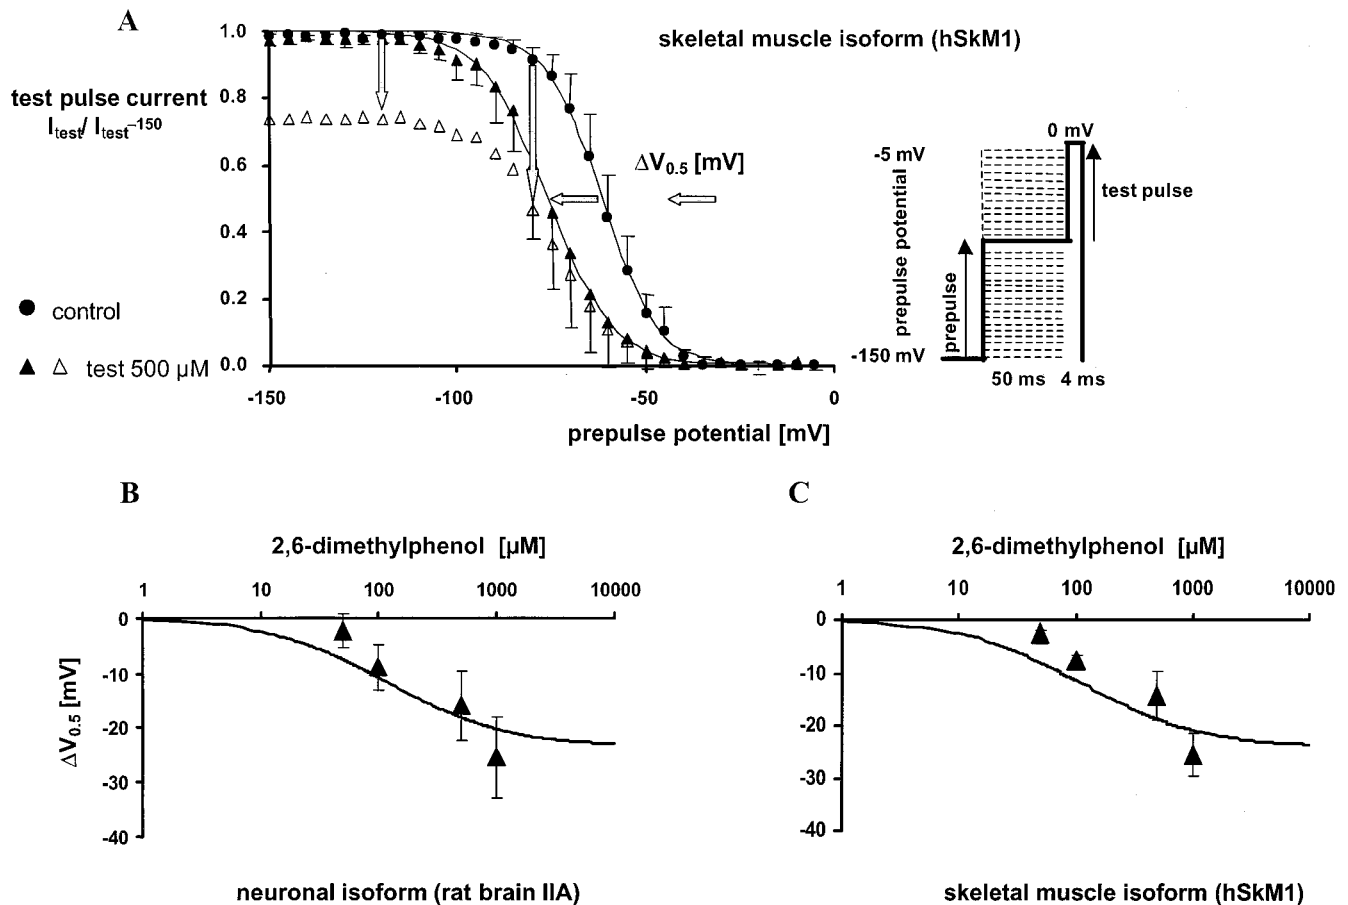 A
skeletal muscle isoform (hSkM1)
test pulse current
Itest/ Itest–150
1.0
0.8
0.6
0.4
0.2
0.0
-150
-100
-50
0
prepulse potential [mV]
ΔV0.5 [mV]
control
test 500 µM
0 mV
-5 mV
-150 mV
prepulse potential
prepulse
test pulse
50 ms
4 ms
B
2,6-dimethylphenol [µM]
1
10
100
1000
10000
0
-10
-20
-30
-40
ΔV0.5 [mV]
neuronal isoform (rat brain IIA)
C
2,6-dimethylphenol [µM]
1
10
100
1000
10000
0
-10
-20
-30
-40
skeletal muscle isoform (hSkM1)